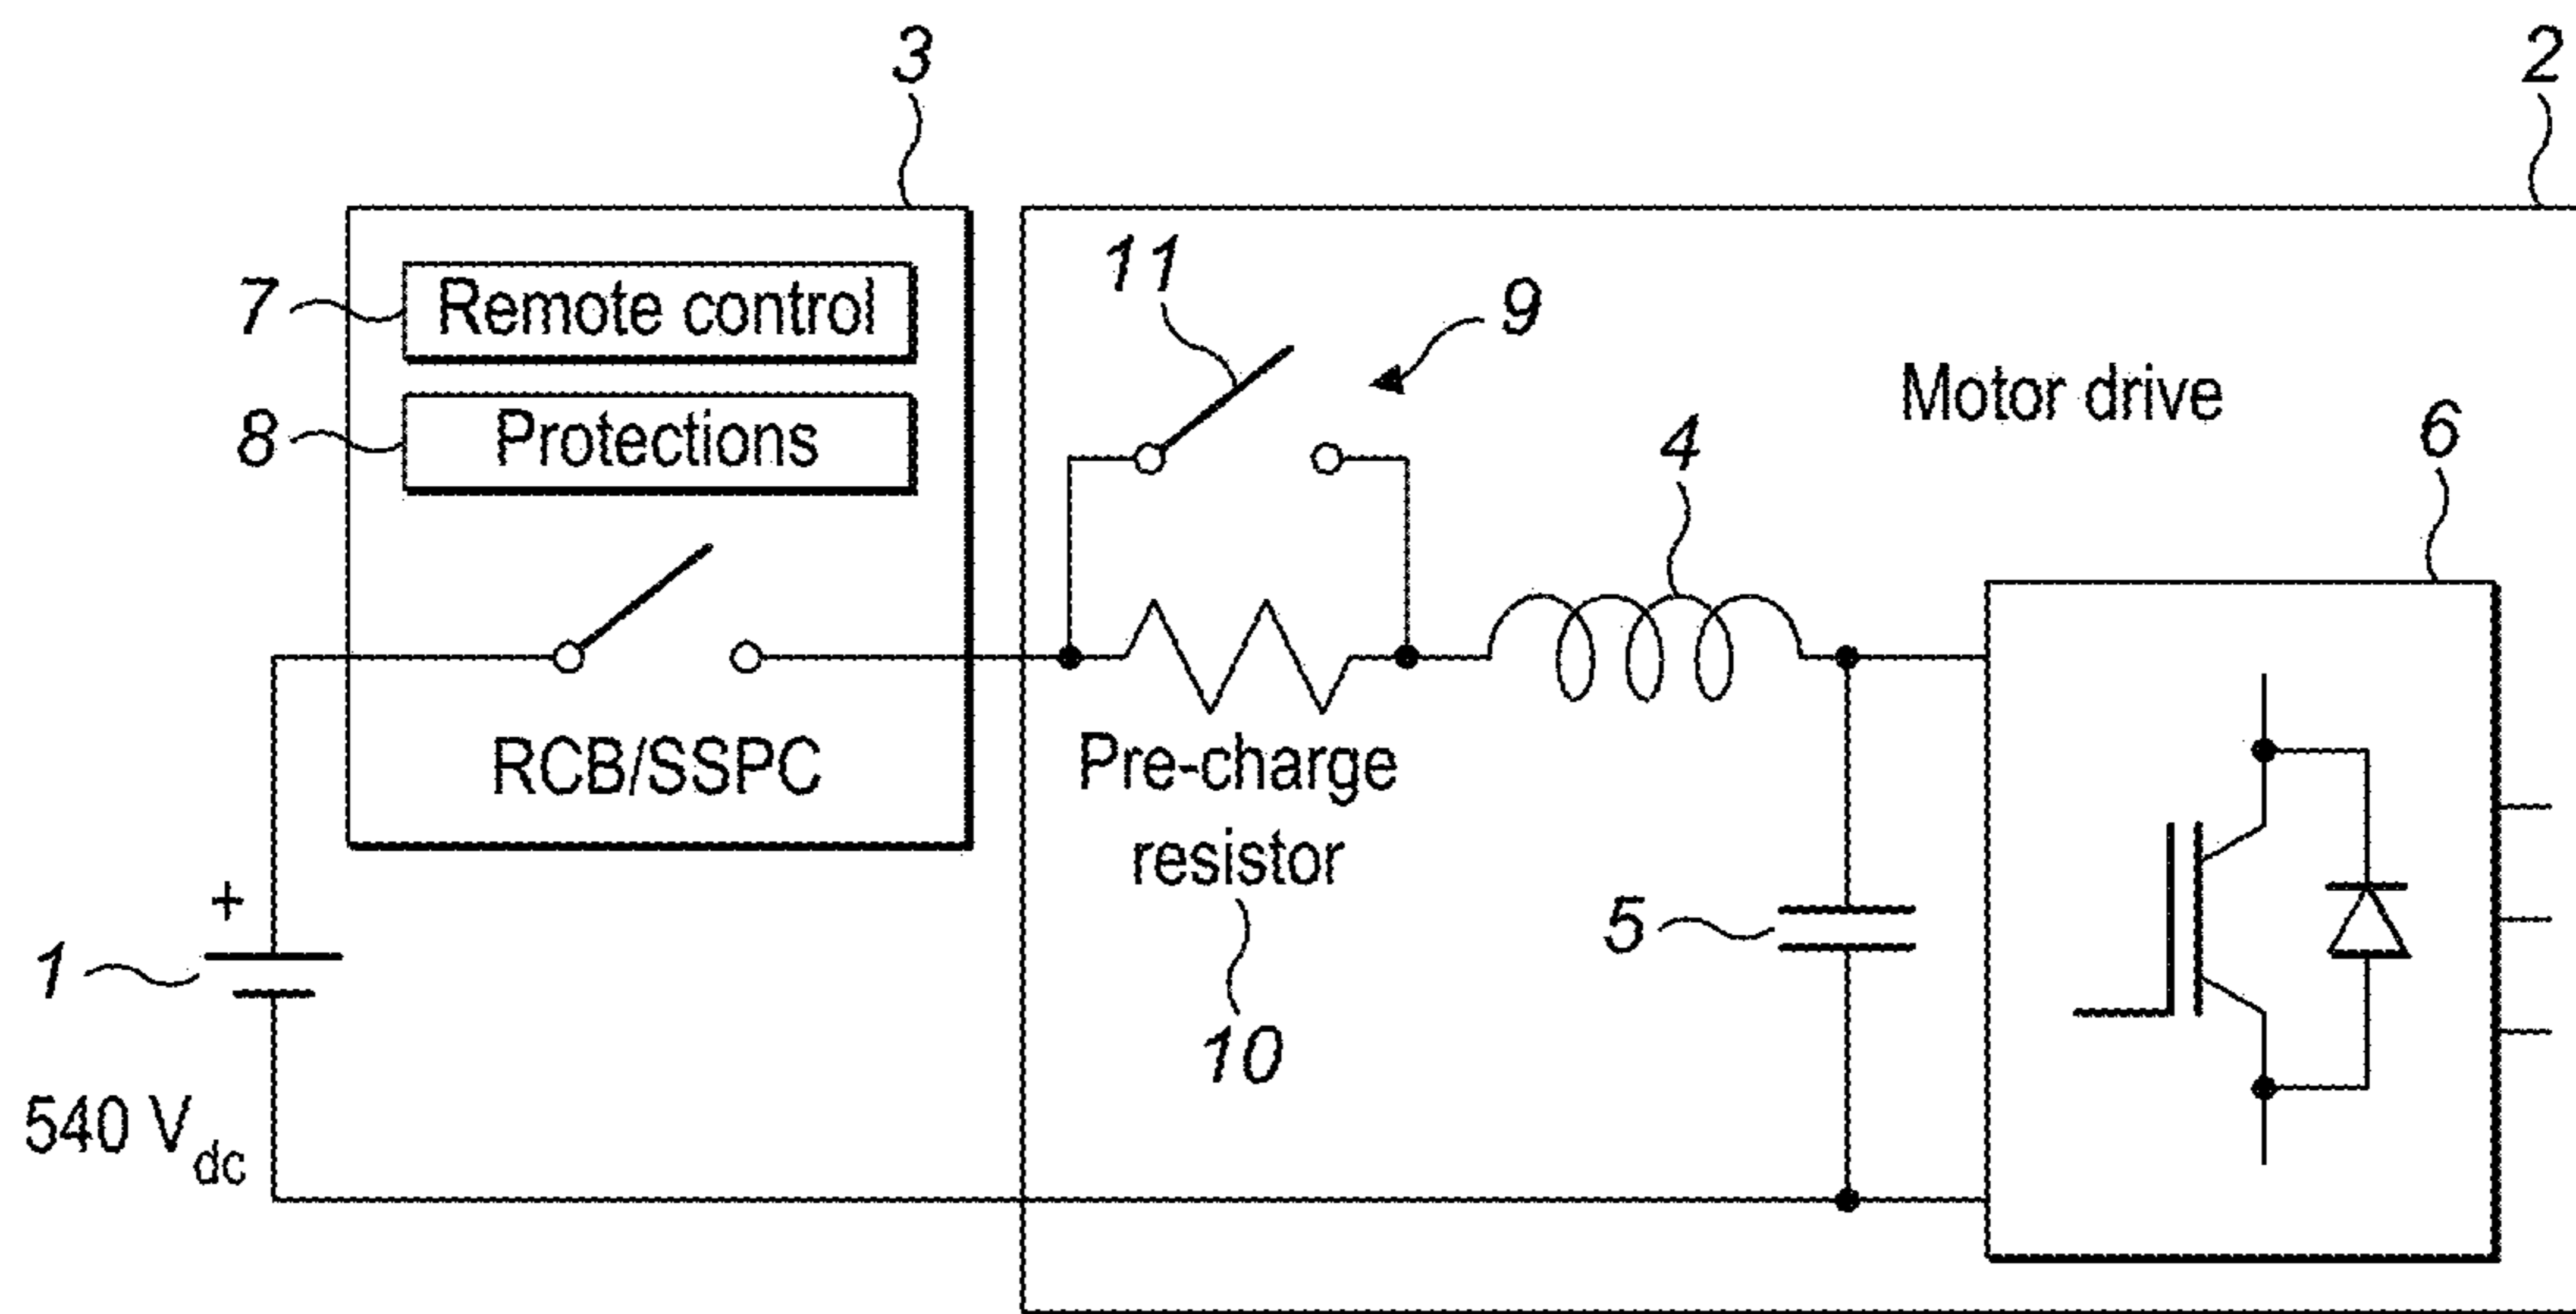 3
2
11
7
Remote control
9
8
Protections
Motor drive
4
6
RCB/SSPC
Pre-charge
resistor
+
5
1
10
540 Vdc